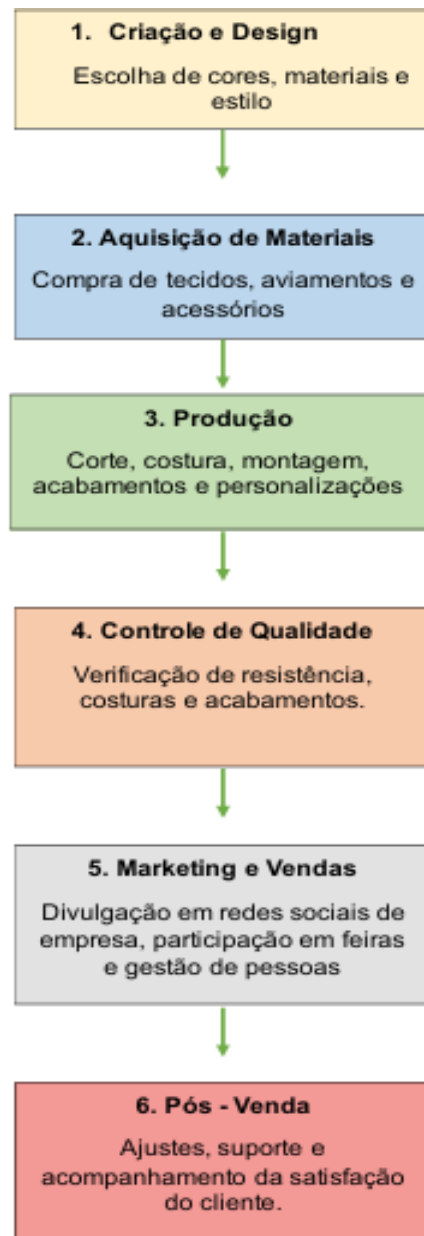 1. Criação e Design
Escolha de cores, materiais e
estilo
2. Aquisição de Materiais
Compra de tecidos, aviamentos e
acessórios
3. Produção
Corte, costura, montagem,
acabamentos e personalizações
4. Controle de Qualidade
Verificação de resistência,
costuras e acabamentos.
5. Marketing e Vendas
Divulgação em redes sociais de
empresa, participação em feiras
e gestão de pessoas
6. Pós - Venda
Ajustes, suporte e
acompanhamento da satisfação
do cliente.